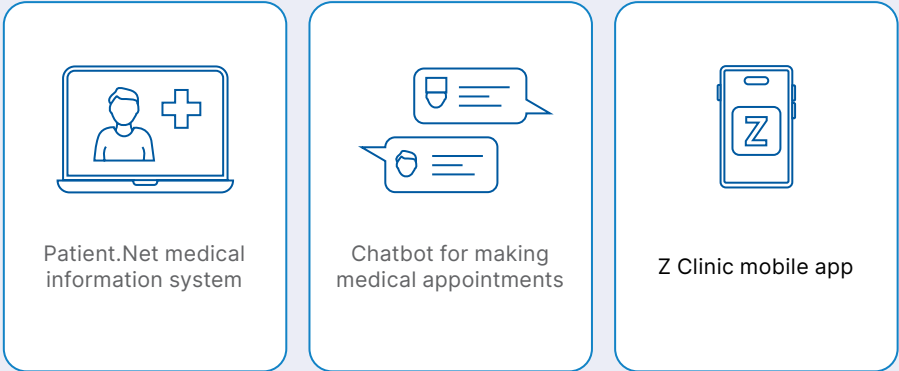 Patient.Net medical
information system
Chatbot for making
medical appointments
Z
Z Clinic mobile app